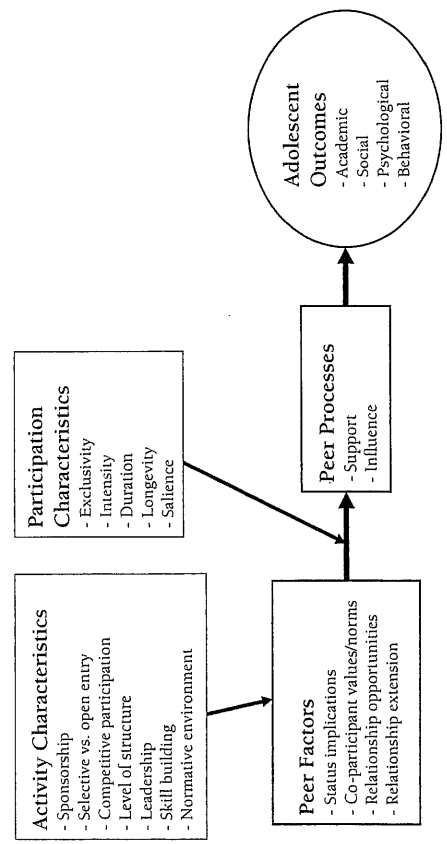 Activity Characteristics
- Sponsorship
- Selective vs. open entry
- Competitive participation
- Level of structure
- Leadership
- Skill building
- Normative environment
Participation
Characteristics
- Exclusivity
- Intensity
- Duration
- Longevity
- Salience
Peer Factors
- Status implications
- Co-participant values/norms
- Relationship opportunities
- Relationship extension
Peer Processes
- Support
- Influence
Adolescent
Outcomes
- Academic
- Social
- Psychological
- Behavioral